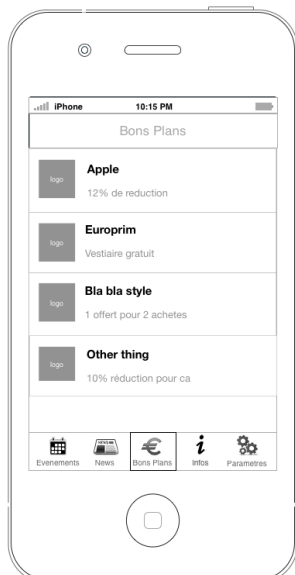 iPhone 10:15 PM
Bons Plans
logo
Apple
12% de reduction
logo
Europrim
Vestiaire gratuit
logo
Bla bla style
1 offert pour 2 achetes
logo
Other thing
10% réduction pour ca
Evenements News Bons Plans Infos Paramètres